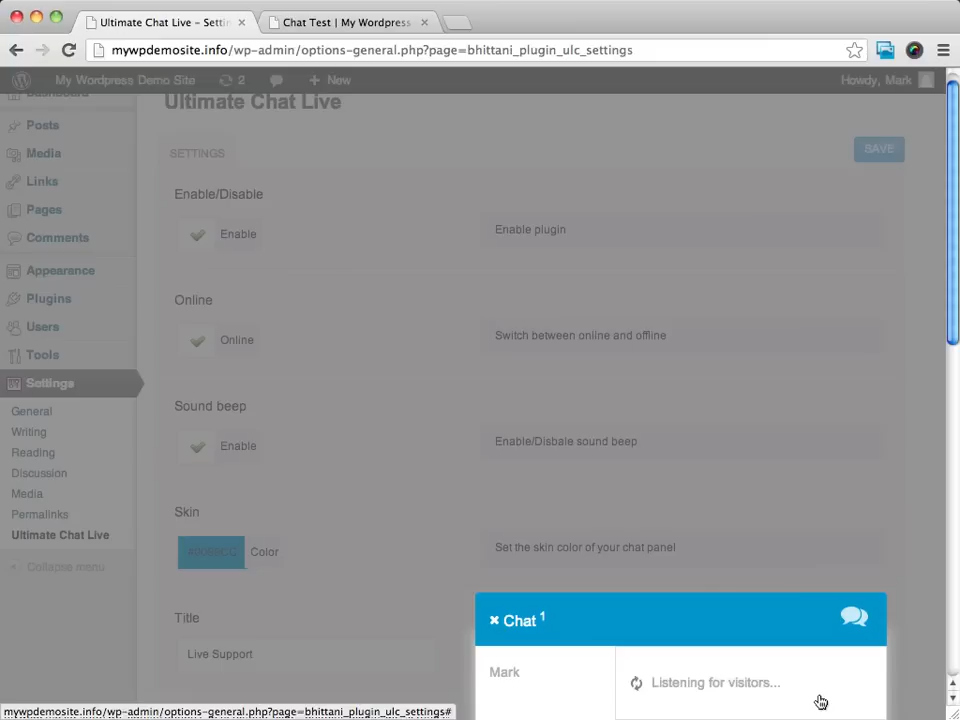 Ultimate Chat Live – Settin
Chat Test | My Wordpress
mywpdemosite.info/wp-admin/options-general.php?page=bhittani_plugin_ulc_settings
My Wordpress Demo Site 2 + New Howdy, Mark
Dashboard
Posts
Media
Links
Pages
Comments
Appearance
Plugins
Users
Tools
Settings
General
Writing
Reading
Discussion
Media
Permalinks
Ultimate Chat Live
Collapse menu
Ultimate Chat Live
SETTINGS SAVE
Enable/Disable
Enable Enable plugin
Online
Online Switch between online and offline
Sound beep
Enable Enable/Disbale sound beep
Skin
Color Set the skin color of your chat panel
Title
Live Support
× Chat 1
Mark
Listening for visitors...
mywpdemosite.info/wp-admin/options-general.php?page=bhittani_plugin_ulc_settings#